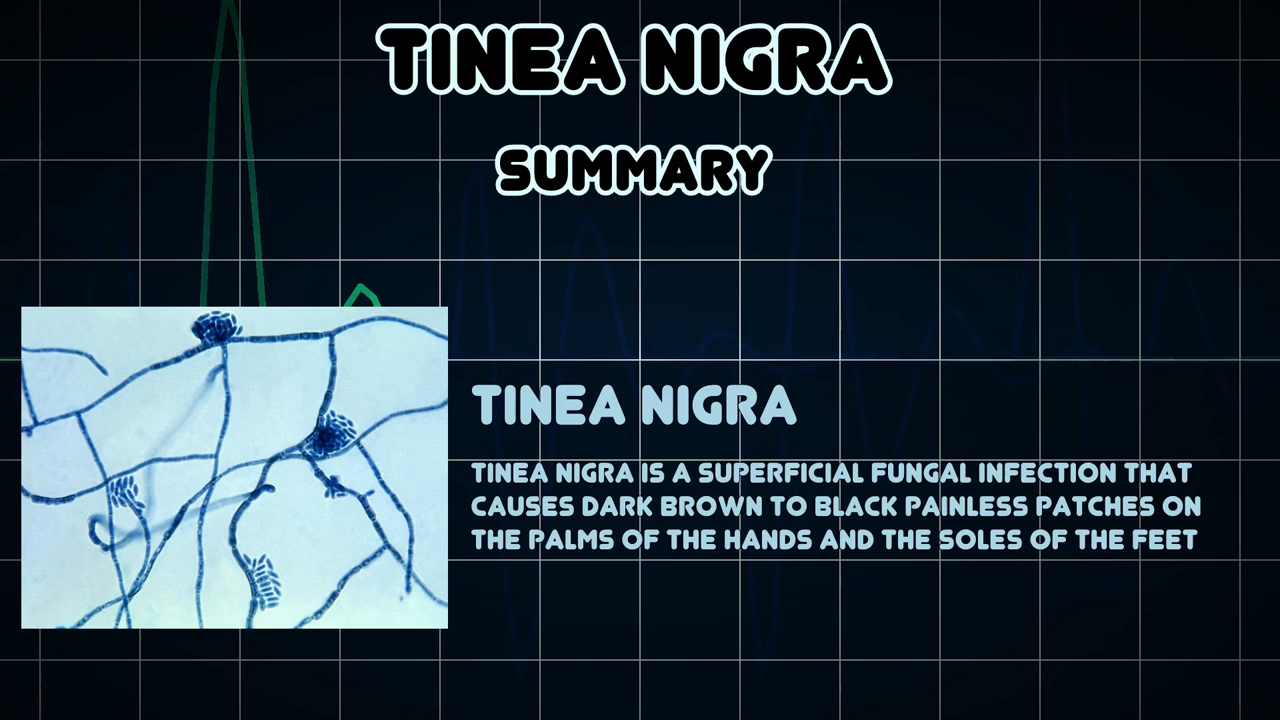 TINEA NIGRA
SUMMARY
TINEA NIGRA
TINEA NIGRA IS A SUPERFICIAL FUNGAL INFECTION THAT
CAUSES DARK BROWN TO BLACK PAINLESS PATCHES ON
THE PALMS OF THE HANDS AND THE SOLES OF THE FEET